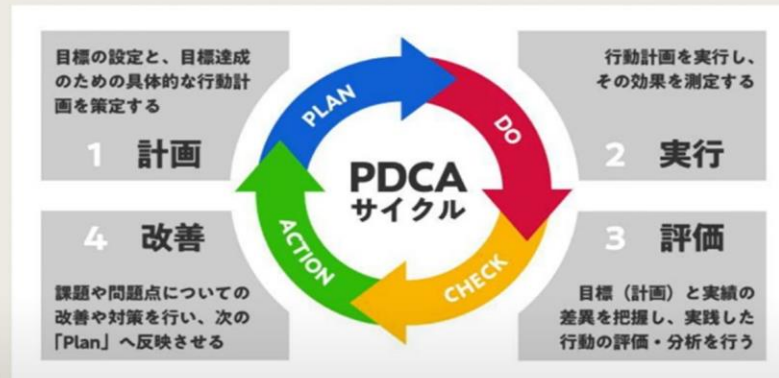 目標の設定と、目標達成
のための具体的な行動計
画を策定する
1 計画
行動計画を実行し、
その効果を測定する
2 実行
PLAN
DO
PDCA
サイクル
ACTION
CHECK
4 改善
課題や問題点についての
改善や対策を行い、次の
「Plan」へ反映させる
3 評価
目標（計画）と実績の
差異を把握し、実践した
行動の評価・分析を行う